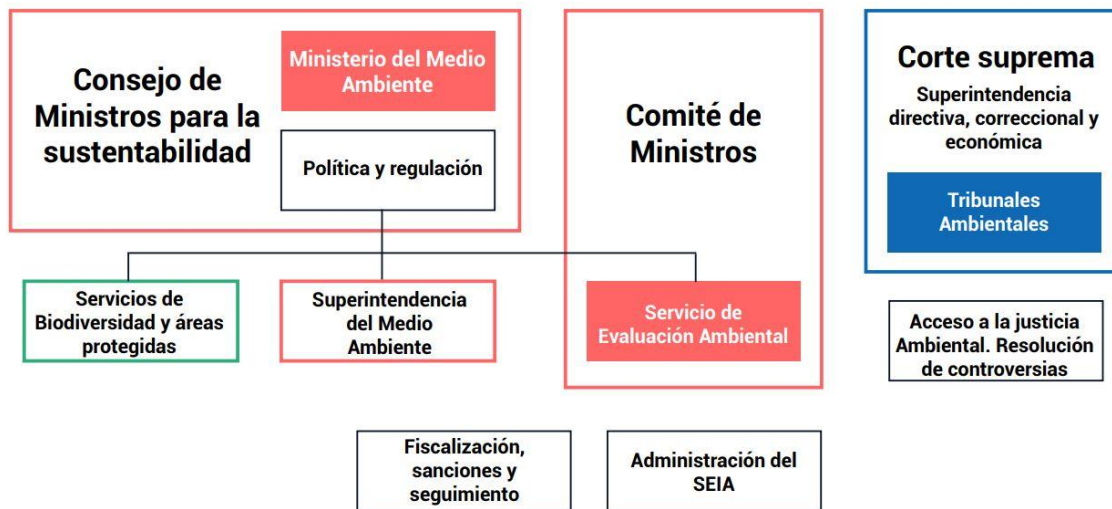 Consejo de
Ministros para la
sustentabilidad
Ministerio del Medio
Ambiente
Política y regulación
Comité de
Ministros
Corte suprema
Superintendencia
directiva, correccional y
económica
Tribunales
Ambientales
Servicios de
Biodiversidad y áreas
protegidas
Superintendencia
del Medio
Ambiente
Servicio de
Evaluación Ambiental
Acceso a la justicia
Ambiental. Resolución
de controversias
Fiscalización,
sanciones y
seguimiento
Administración del
SEIA